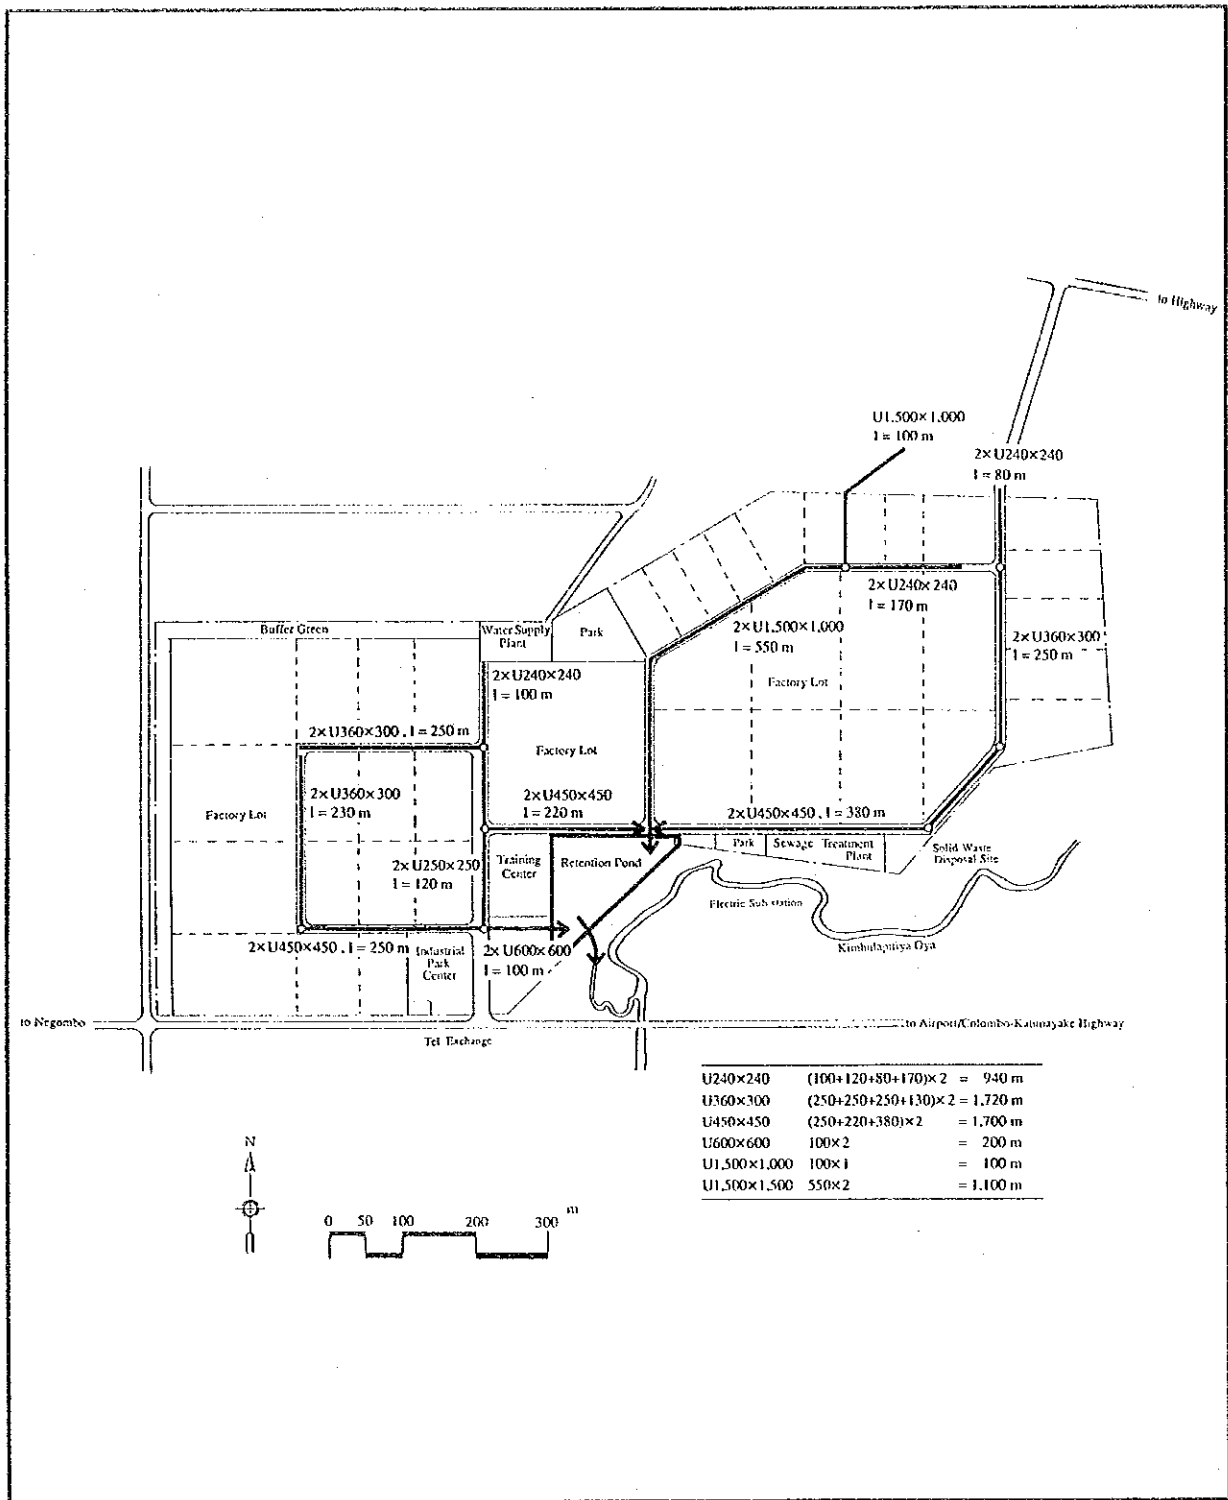 to Highway
U1,500×1,000
l = 100 m
2×U240×240
l = 80 m
2×U240×240
l = 170 m
Buffer Green
Water Supply
Plant
Park
2×U1,500×1,000
l = 550 m
2×U360×300
l = 250 m
2×U240×240
l = 100 m
Factory Lot
2×U360×300 . l = 250 m
Factory Lot
2×U360×300
l = 230 m
2×U450×450
l = 220 m
2×U450×450 . l = 380 m
Factory Lot
2×U250×250
l = 120 m
Training
Center
Retention Pond
Park
Sewage Treatment
Plant
Solid Waste
Disposal Site
Electric Sub station
Kimbulapitiya Oya
2×U450×450 . l = 250 m
Industrial
Park
Center
2× U600×600
l = 100 m
to Negombo
to Airport/Colombo-Katunayake Highway
Tel. Exchange
U240×240 (100+120+80+170)×2 = 940 m
U360×300 (250+250+250+130)×2 = 1,720 m
U450×450 (250+220+380)×2 = 1,700 m
U600×600 100×2 = 200 m
U1,500×1,000 100×1 = 100 m
U1,500×1,500 550×2 = 1,100 m
N
0 50 100 200 300 m